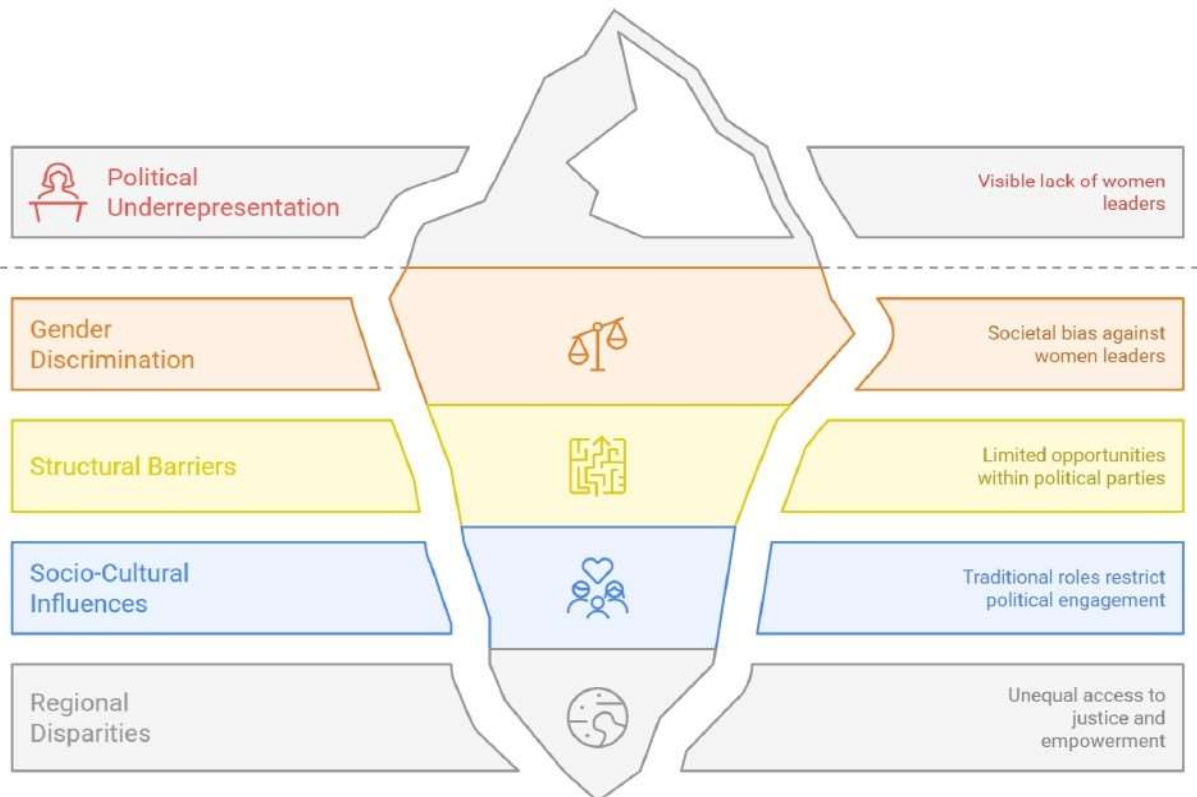 Political
Underrepresentation
Visible lack of women
leaders
Gender
Discrimination
Societal bias against
women leaders
Structural Barriers
Limited opportunities
within political parties
Socio-Cultural
Influences
Traditional roles restrict
political engagement
Regional
Disparities
Unequal access to
justice and
empowerment